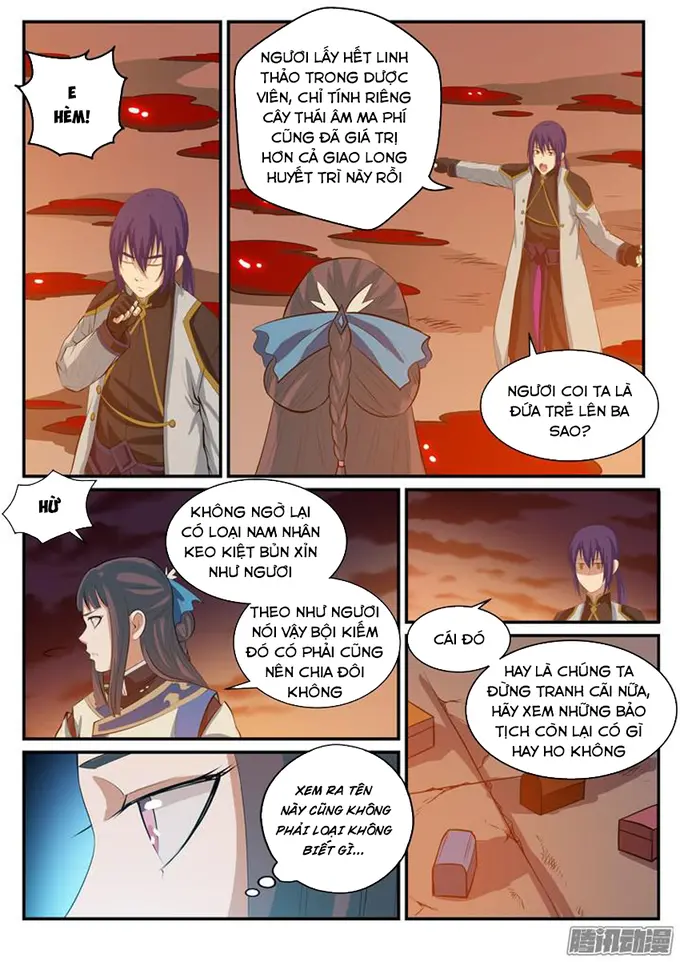 E
HÈM!
NGƯƠI LẤY HẾT LINH
THẢO TRONG DƯỢC
VIÊN, CHỈ TÍNH RIÊNG
CÂY THÁI ÂM MA PHÍ
CŨNG ĐÃ GIÁ TRỊ
HƠN CẢ GIAO LONG
HUYẾT TRÌ NÀY RỒI
NGƯƠI COI TA LÀ
ĐỨA TRẺ LÊN BA
SAO?
HỪ
KHÔNG NGỜ LẠI
CÓ LOẠI NAM NHÂN
KEO KIỆT BỦN XỈN
NHƯ NGƯƠI
THEO NHƯ NGƯƠI
NÓI VẬY BỘI KIẾM
ĐÓ CÓ PHẢI CŨNG
NÊN CHIA ĐÔI
KHÔNG
CÁI ĐÓ
HAY LÀ CHÚNG TA
ĐỪNG TRANH CÃI NỮA,
HÃY XEM NHỮNG BẢO
TỊCH CÒN LẠI CÓ GÌ
HAY HO KHÔNG
XEM RA TÊN
NÀY CŨNG KHÔNG
PHẢI LOẠI KHÔNG
BIẾT GÌ...
腾讯动漫